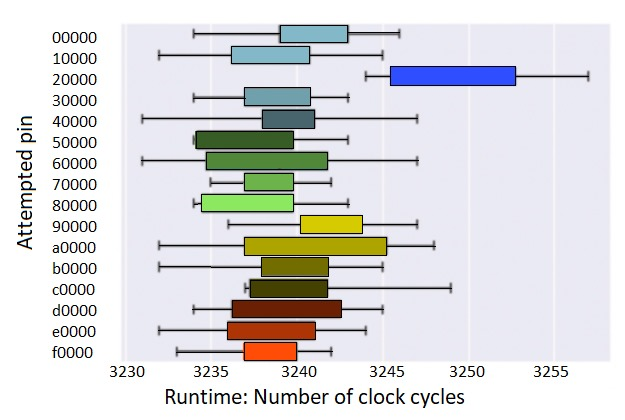 Attempted pin
00000
10000
20000
30000
40000
50000
60000
70000
80000
90000
a0000
b0000
c0000
d0000
e0000
f0000
3230 3235 3240 3245 3250 3255
Runtime: Number of clock cycles